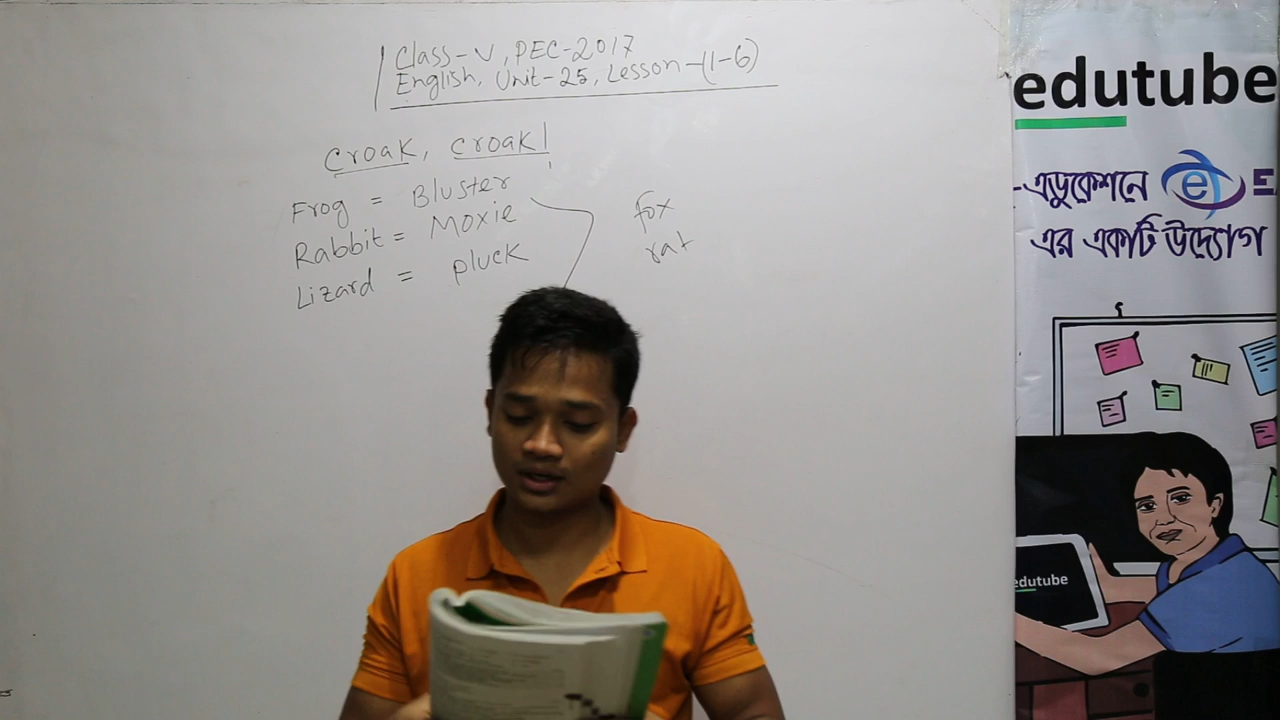 Class-V, PEC-2017
English, Unit-25, Lesson-(1-6)
croak, croak!
Frog = Bluster
Rabbit = Moxie
Lizard = Pluck
fox
rat
edutube
-এডুকেশনে e E
এর একটি উদ্যোগ
edutube